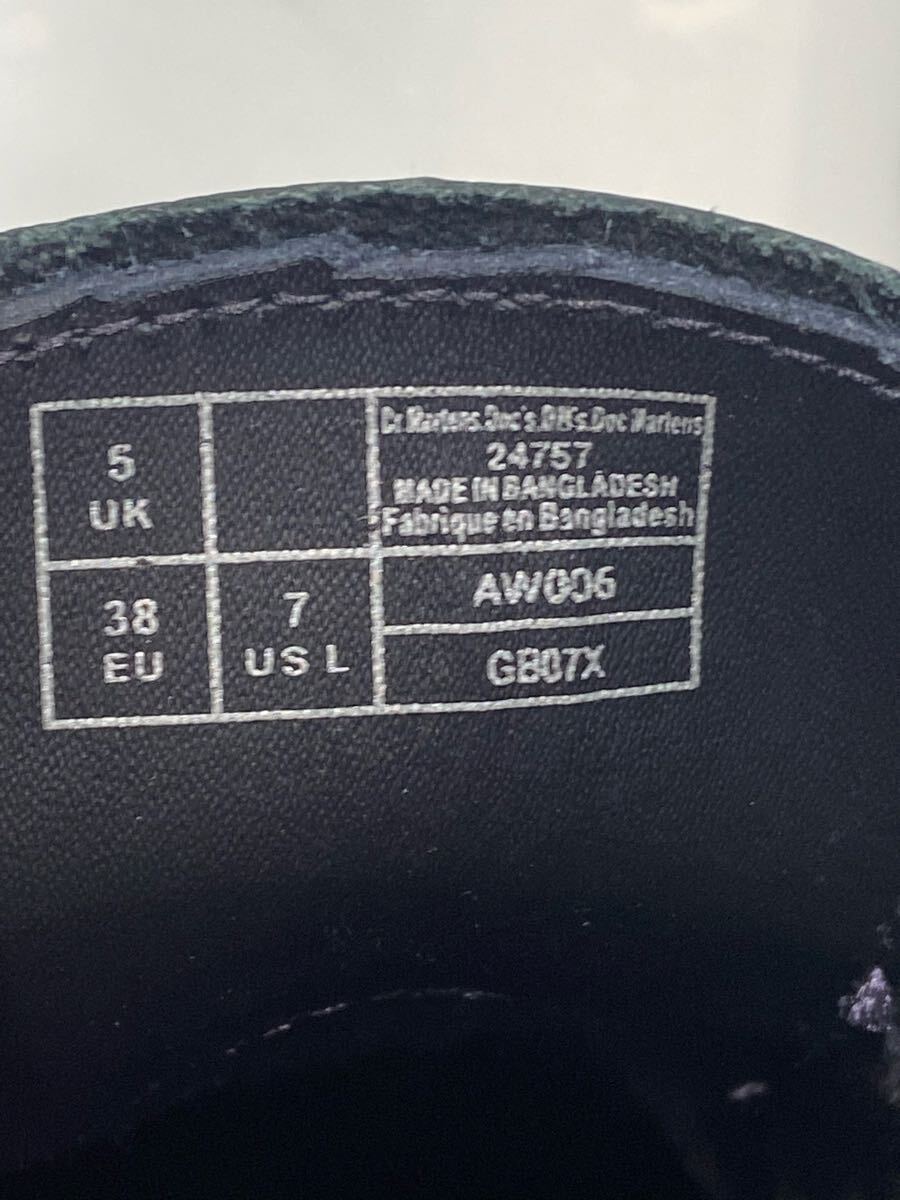 5
UK
38
EU
7
US L
Dr.Martens.Doc's.DM's.Doc Martens
24757
MADE IN BANGLADESH
Fabrique en Bangladesh
AW006
GB07X